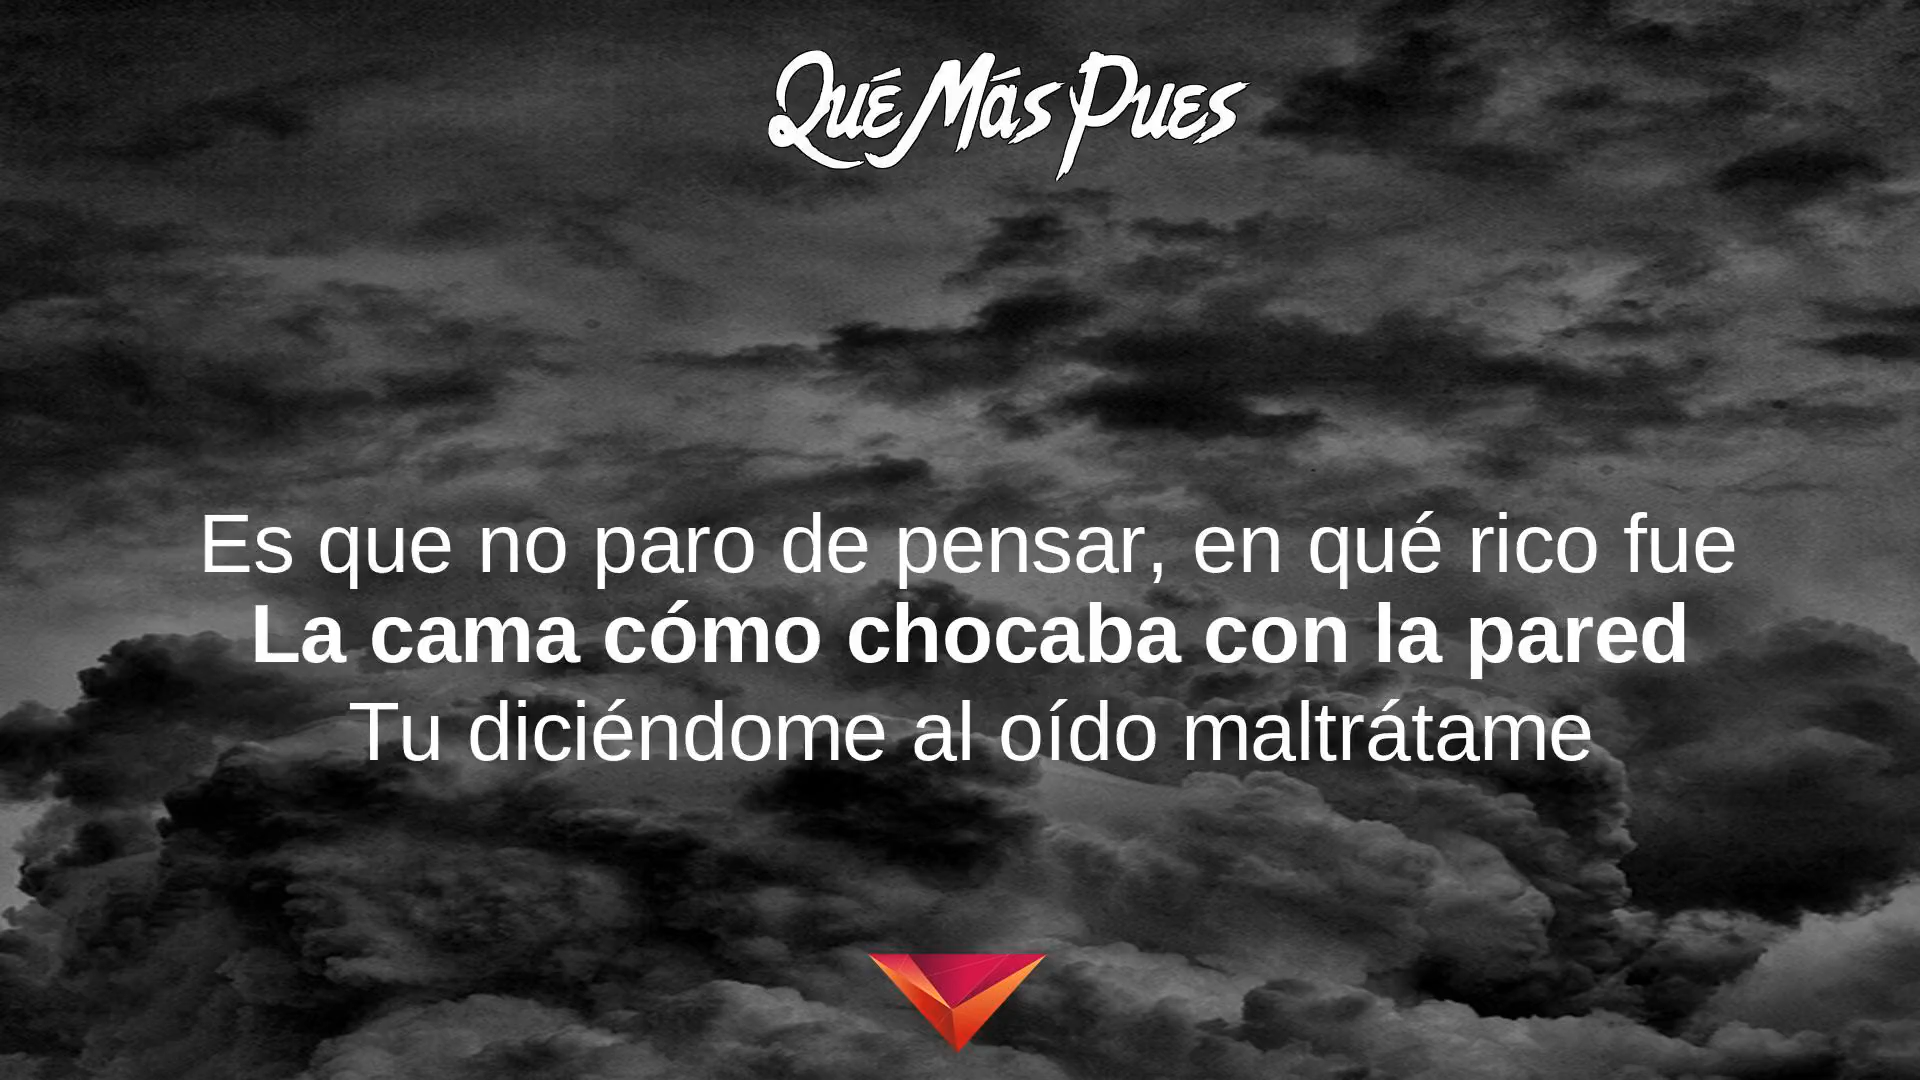 Qué Más Pues
Es que no paro de pensar, en qué rico fue
La cama cómo chocaba con la pared
Tu diciéndome al oído maltrátame